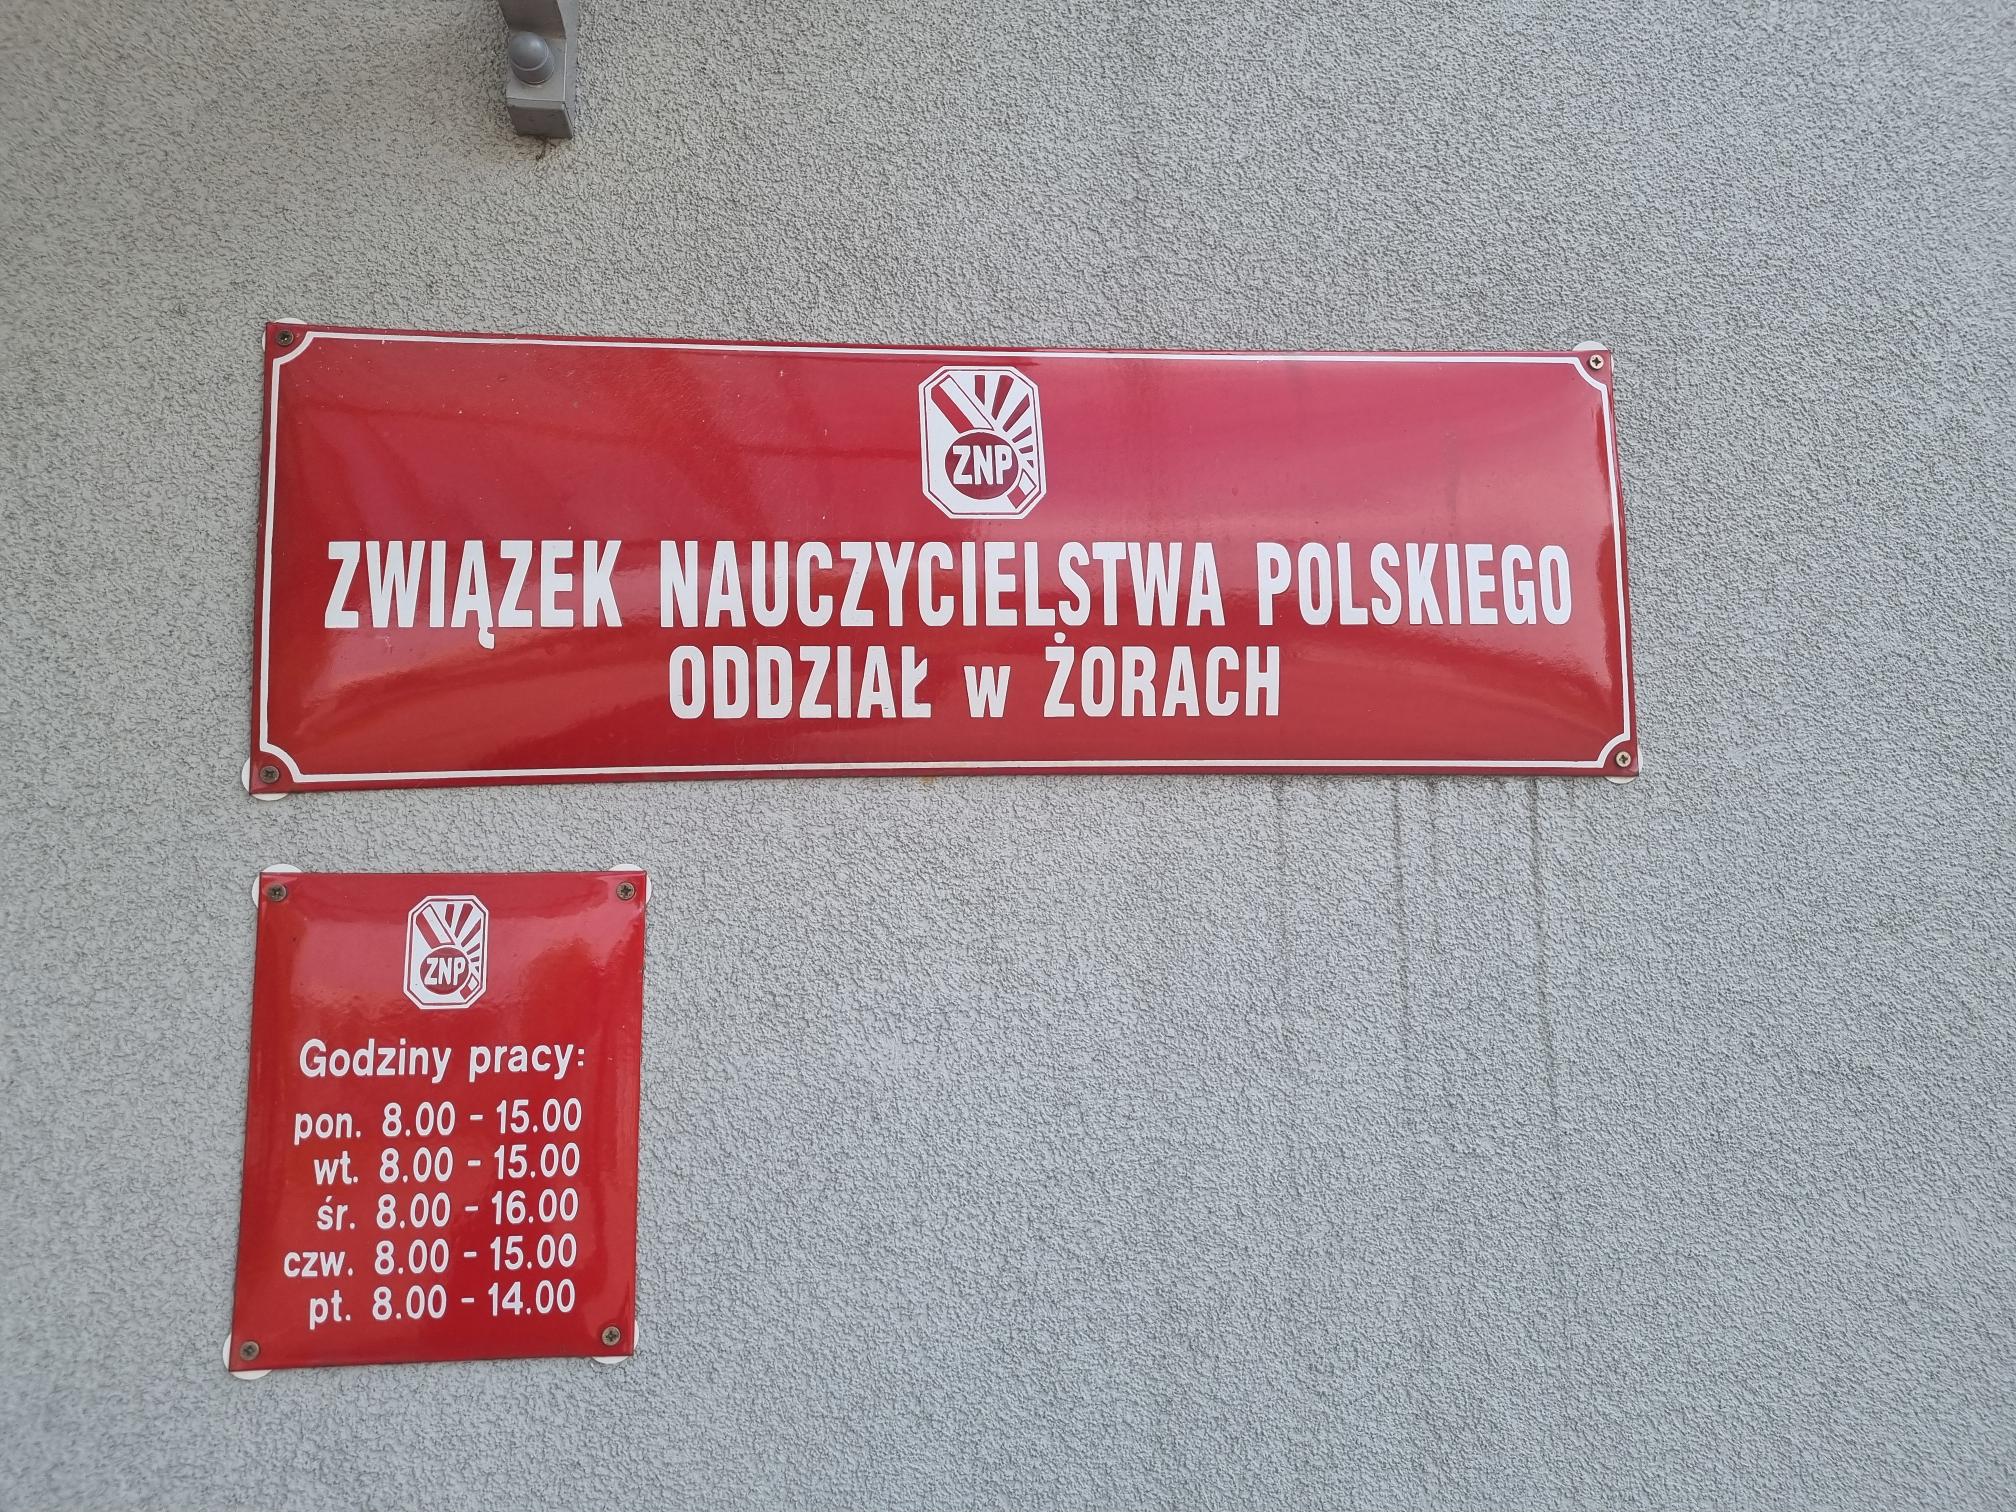 ZNP
ZWIĄZEK NAUCZYCIELSTWA POLSKIEGO
ODDZIAŁ w ŻORACH
ZNP
Godziny pracy:
pon. 8.00 - 15.00
wt. 8.00 - 15.00
śr. 8.00 - 16.00
czw. 8.00 - 15.00
pt. 8.00 - 14.00